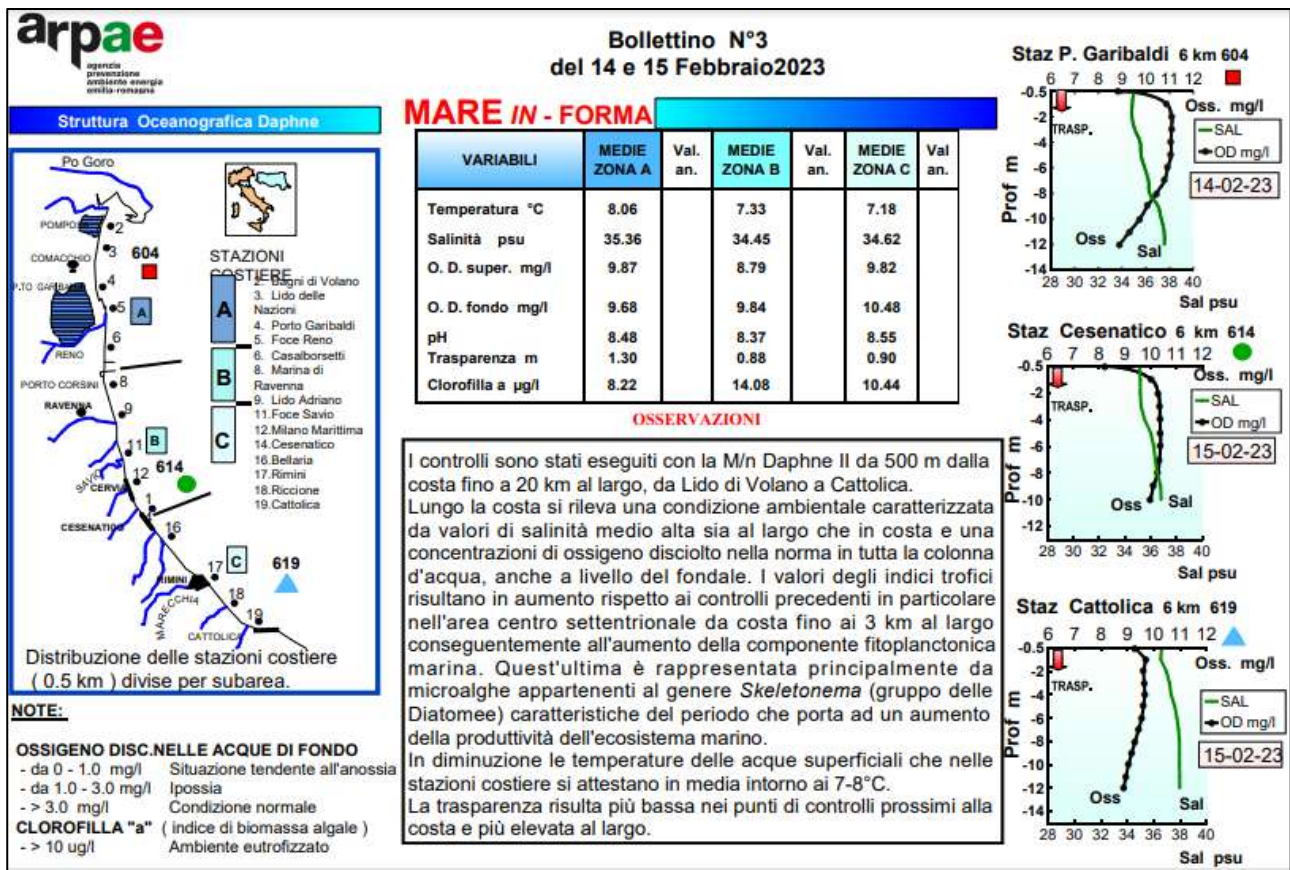 arpae
agenzia
prevenzione
ambiente energia
emilia-romagna
Struttura Oceanografica Daphne
Bollettino N°3
del 14 e 15 Febbraio2023
MARE IN - FORMA
VARIABILI MEDIE ZONA A Val. an. MEDIE ZONA B Val. an. MEDIE ZONA C Val an.
Temperatura °C 8.06 7.33 7.18
Salinità psu 35.36 34.45 34.62
O. D. super. mg/l 9.87 8.79 9.82
O. D. fondo mg/l 9.68 9.84 10.48
pH 8.48 8.37 8.55
Trasparenza m 1.30 0.88 0.90
Clorofilla a µg/l 8.22 14.08 10.44
OSSERVAZIONI
I controlli sono stati eseguiti con la M/n Daphne II da 500 m dalla
costa fino a 20 km al largo, da Lido di Volano a Cattolica.
Lungo la costa si rileva una condizione ambientale caratterizzata
da valori di salinità medio alta sia al largo che in costa e una
concentrazioni di ossigeno disciolto nella norma in tutta la colonna
d'acqua, anche a livello del fondale. I valori degli indici trofici
risultano in aumento rispetto ai controlli precedenti in particolare
nell'area centro settentrionale da costa fino ai 3 km al largo
conseguentemente all'aumento della componente fitoplanctonica
marina. Quest'ultima è rappresentata principalmente da
microalghe appartenenti al genere Skeletonema (gruppo delle
Diatomee) caratteristiche del periodo che porta ad un aumento
della produttività dell'ecosistema marino.
In diminuzione le temperature delle acque superficiali che nelle
stazioni costiere si attestano in media intorno ai 7-8°C.
La trasparenza risulta più bassa nei punti di controlli prossimi alla
costa e più elevata al largo.
Po Goro
POMPOSA
2
3
604
COMACCHIO
P.TO GARIBALDI
4
5
A
6
RENO
PORTO CORSINI
8
RAVENNA
9
11
B
SAVIO
12
614
CERVIA
1
CESENATICO
16
17
C
619
RIMINI
MARECCHIA
18
19
CATTOLICA
STAZIONI
COSTIERE
A
B
C
2. Bagni di Volano
3. Lido delle
Nazioni
4. Porto Garibaldi
5. Foce Reno
6. Casalborsetti
8. Marina di
Ravenna
9. Lido Adriano
11.Foce Savio
12.Milano Marittima
14.Cesenatico
16.Bellaria
17.Rimini
18.Riccione
19.Cattolica
Distribuzione delle stazioni costiere
( 0.5 km ) divise per subarea.
NOTE:
OSSIGENO DISC.NELLE ACQUE DI FONDO
- da 0 - 1.0 mg/l Situazione tendente all'anossia
- da 1.0 - 3.0 mg/l Ipossia
- > 3.0 mg/l Condizione normale
CLOROFILLA "a" ( indice di biomassa algale )
- > 10 ug/l Ambiente eutrofizzato
Staz P. Garibaldi 6 km 604
6 7 8 9 10 11 12
Oss. mg/l
-0.5
-2
-4
-6
-8
-10
-12
-14
Prof m
TRASP.
SAL
OD mg/l
14-02-23
Oss
Sal
28 30 32 34 36 38 40
Sal psu
Staz Cesenatico 6 km 614
6 7 8 9 10 11 12
Oss. mg/l
-0.5
-2
-4
-6
-8
-10
-12
Prof m
TRASP.
SAL
OD mg/l
15-02-23
Oss
Sal
28 30 32 34 36 38 40
Sal psu
Staz Cattolica 6 km 619
6 7 8 9 10 11 12
Oss. mg/l
-0.5
-2
-4
-6
-8
-10
-12
-14
Prof m
TRASP.
SAL
OD mg/l
15-02-23
Oss
Sal
28 30 32 34 36 38 40
Sal psu